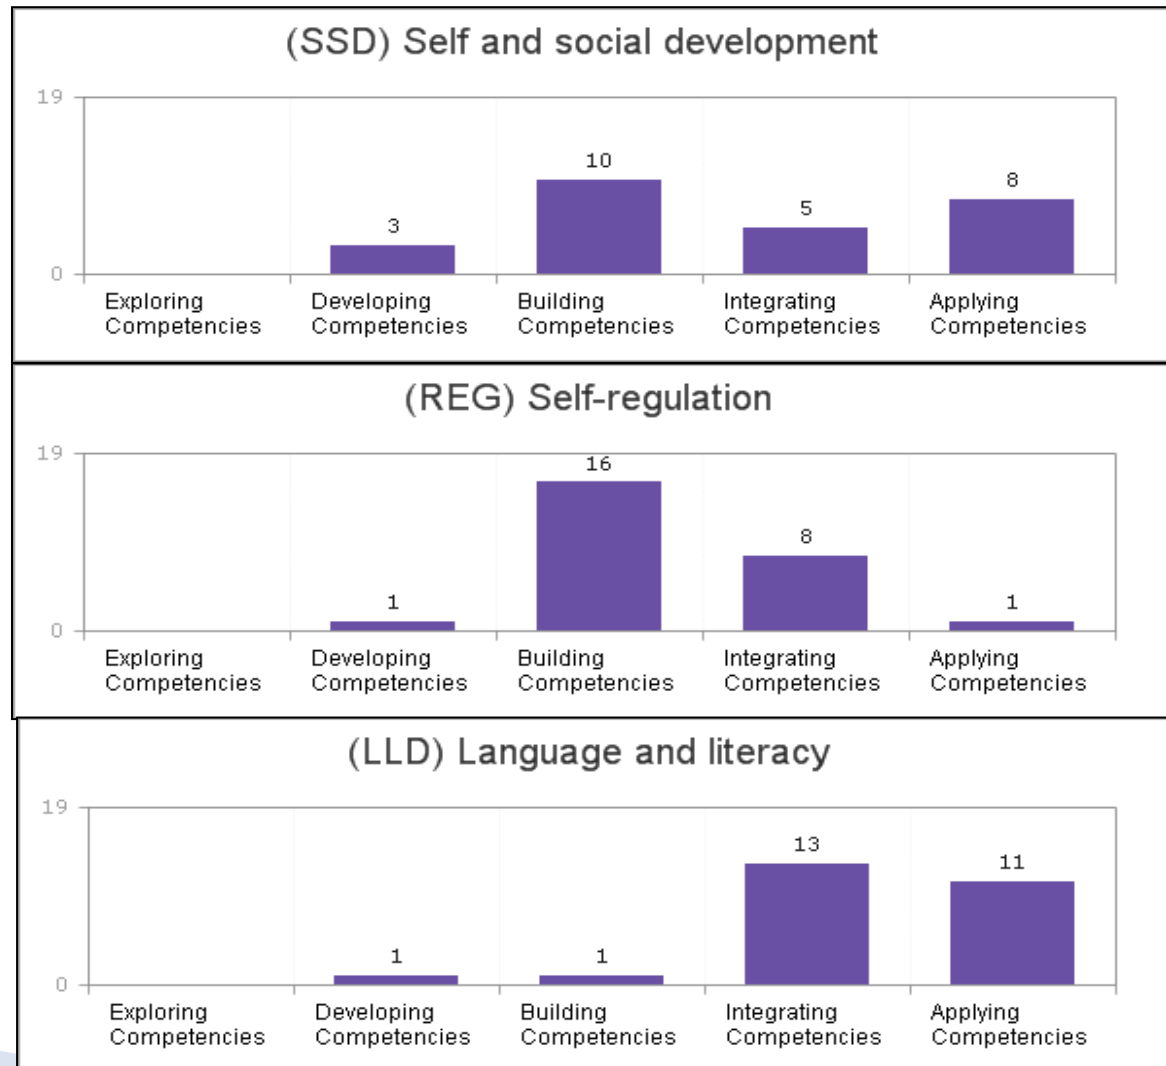 (SSD) Self and social development
19
10
8
5
3
0
Exploring Developing Building Integrating Applying
Competencies Competencies Competencies Competencies Competencies
(REG) Self-regulation
19
16
8
1 1
0
Exploring Developing Building Integrating Applying
Competencies Competencies Competencies Competencies Competencies
(LLD) Language and literacy
19
13
11
1 1
0
Exploring Developing Building Integrating Applying
Competencies Competencies Competencies Competencies Competencies